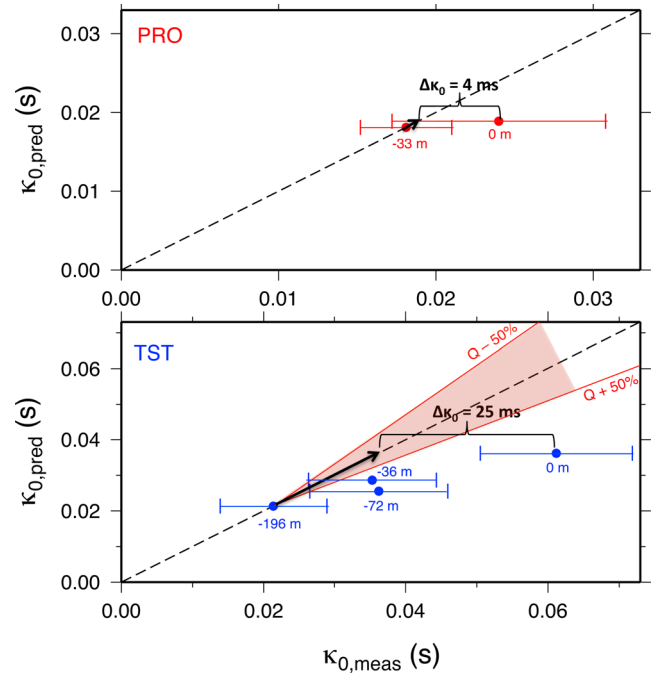 0.03
PRO
Δκ₀ = 4 ms
0.02
-33 m
0 m
κ₀,pred (s)
0.01
0.00
0.00
0.01
0.02
0.03
TST
Q − 50%
0.06
Q + 50%
Δκ₀ = 25 ms
κ₀,pred (s)
0.04
-36 m
0 m
-72 m
0.02
-196 m
0.00
0.00
0.02
0.04
0.06
κ₀,meas (s)